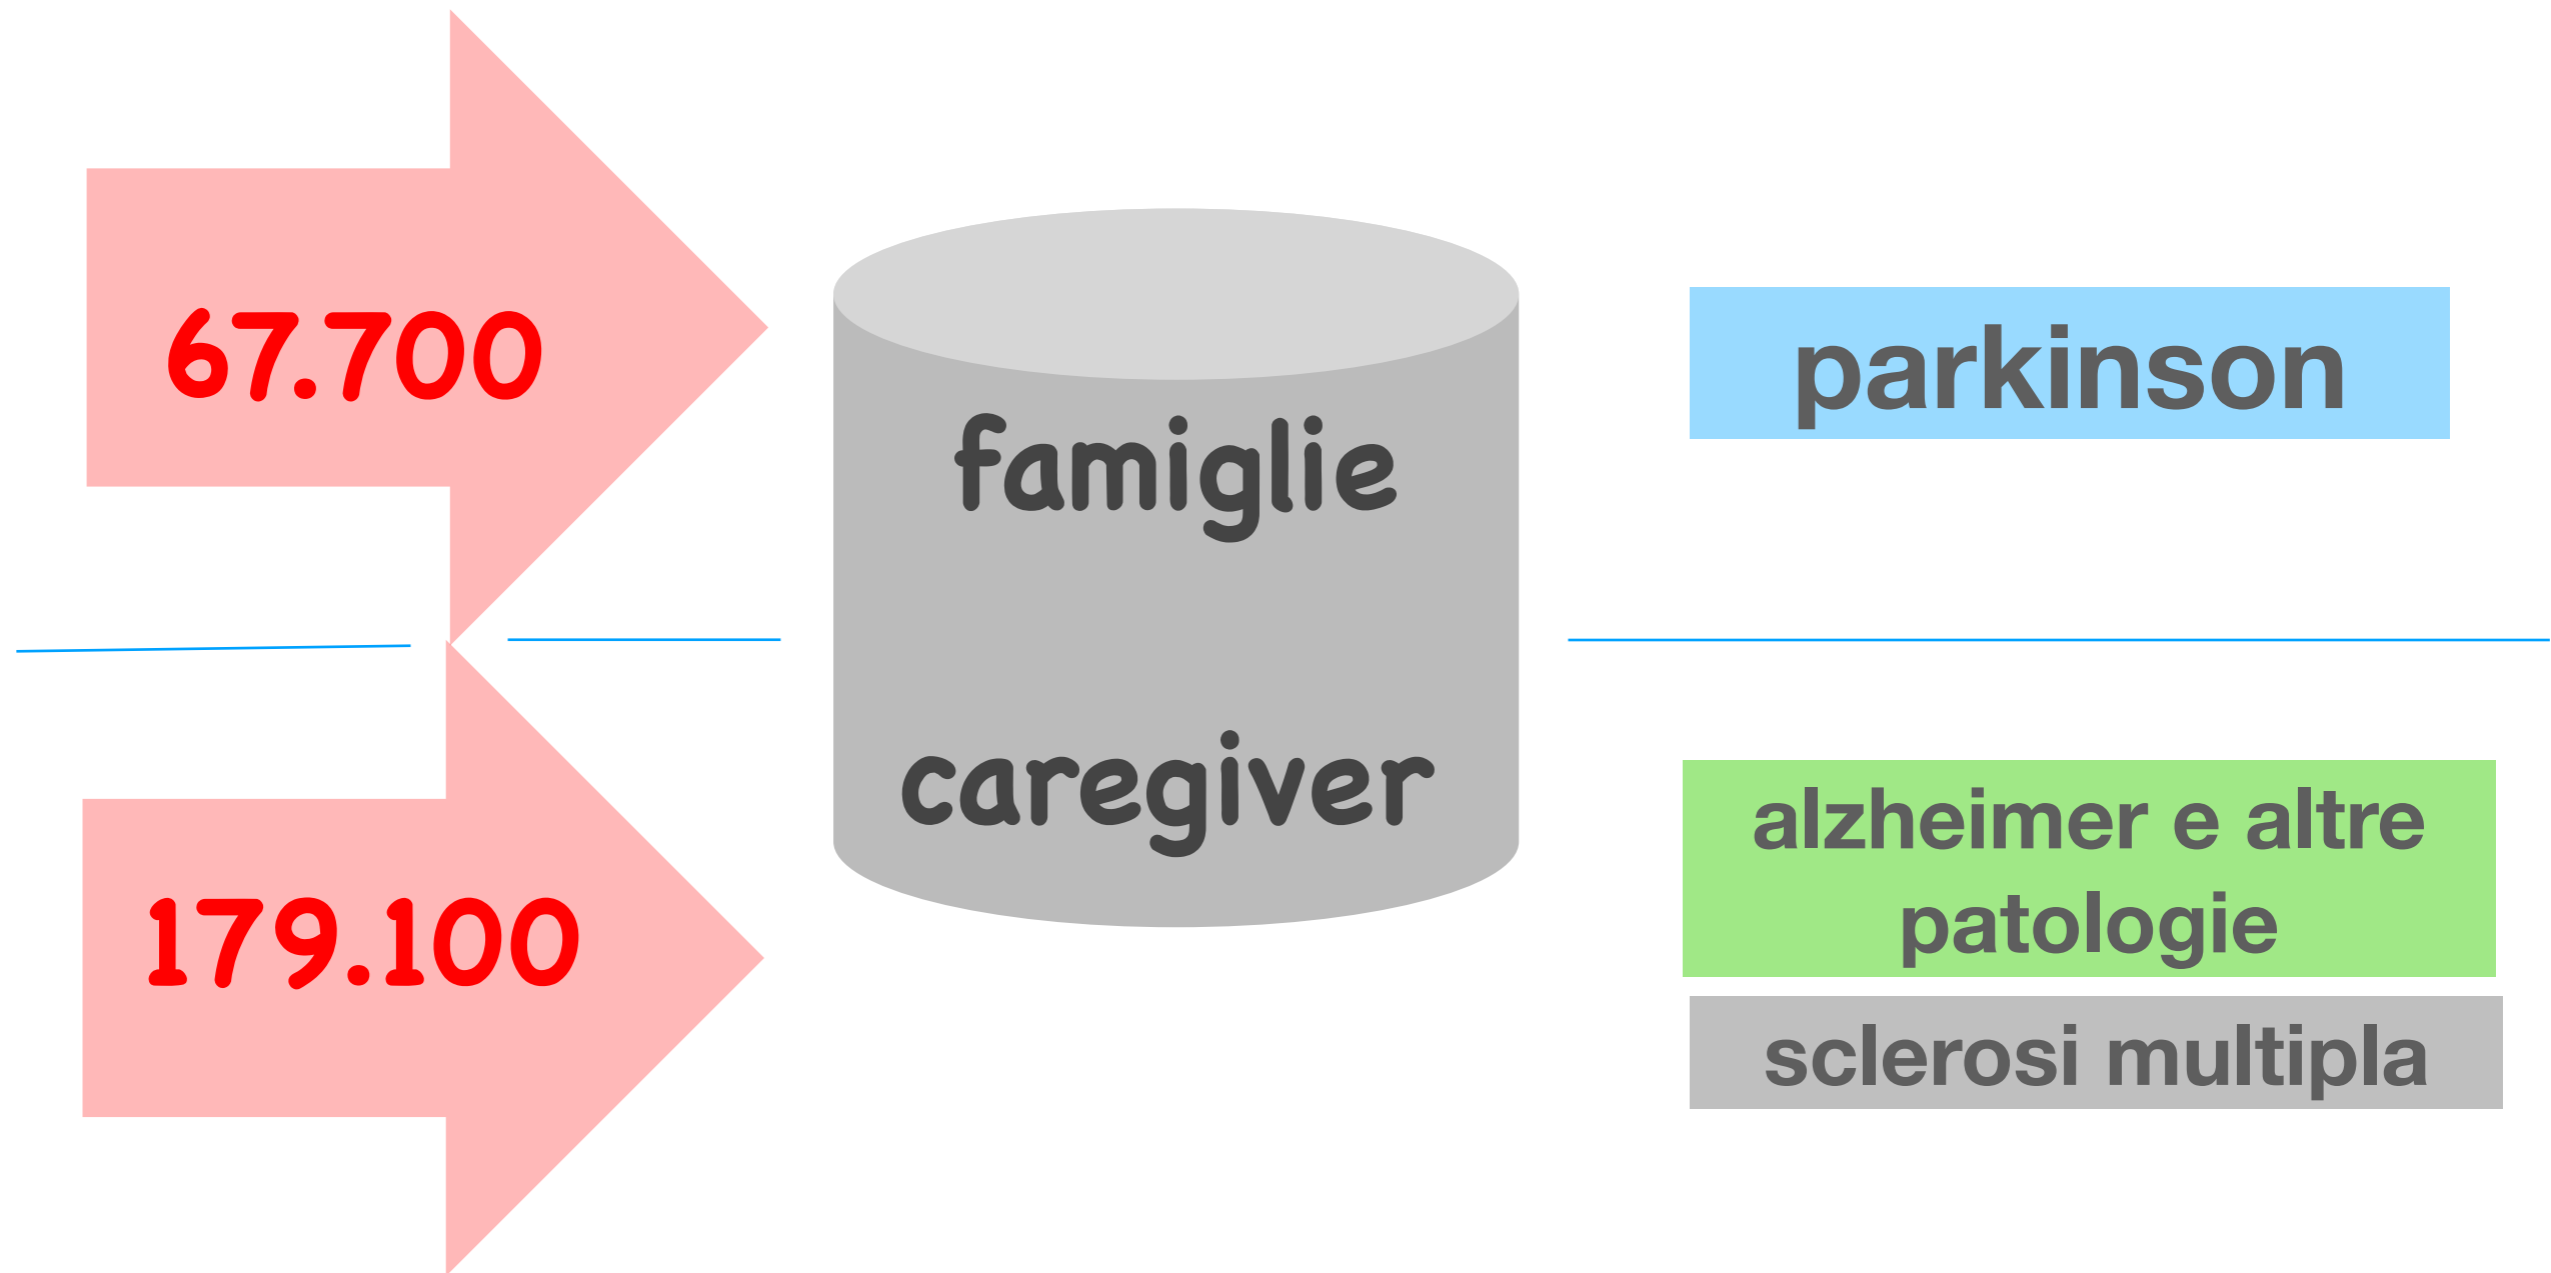 67.700
famiglie
parkinson
179.100
caregiver
alzheimer e altre
patologie
sclerosi multipla